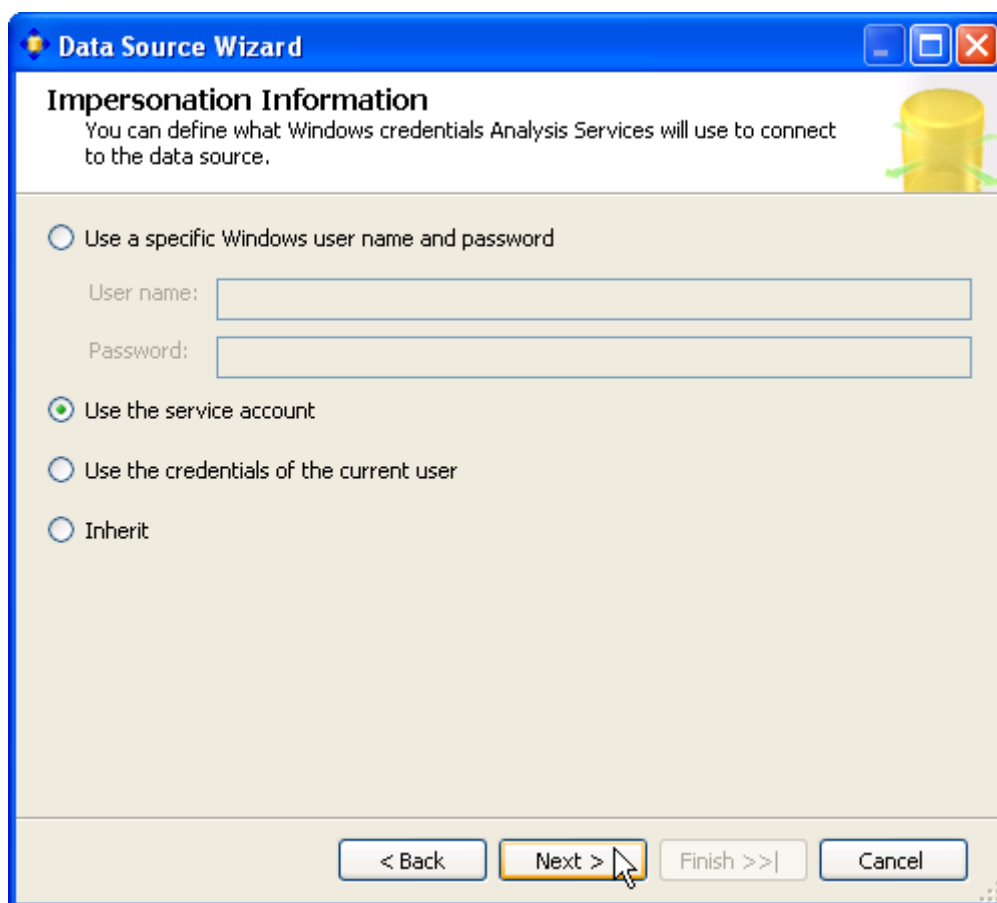 Data Source Wizard
Impersonation Information
You can define what Windows credentials Analysis Services will use to connect
to the data source.
Use a specific Windows user name and password
User name:
Password:
Use the service account
Use the credentials of the current user
Inherit
< Back Next > Finish >>| Cancel